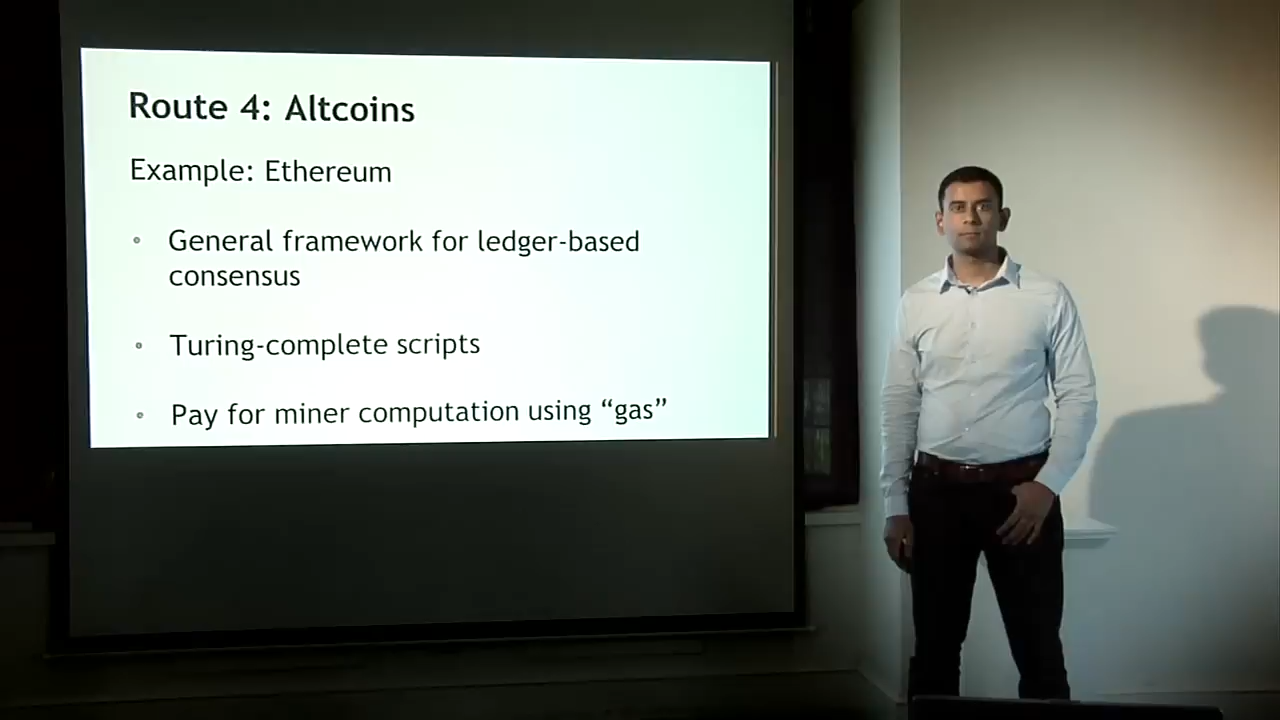 Route 4: Altcoins
Example: Ethereum
◦ General framework for ledger-based
consensus
◦ Turing-complete scripts
◦ Pay for miner computation using “gas”